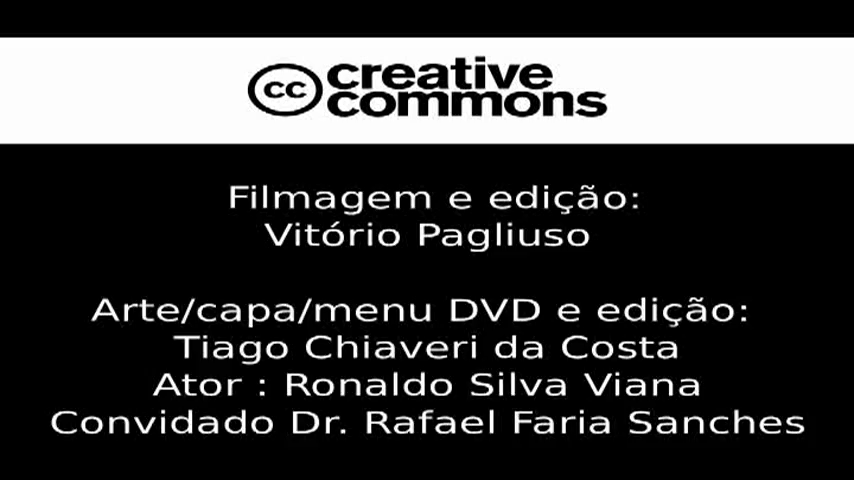 cc creative
commons
Filmagem e edição:
Vitório Pagliuso
Arte/capa/menu DVD e edição:
Tiago Chiaveri da Costa
Ator : Ronaldo Silva Viana
Convidado Dr. Rafael Faria Sanches